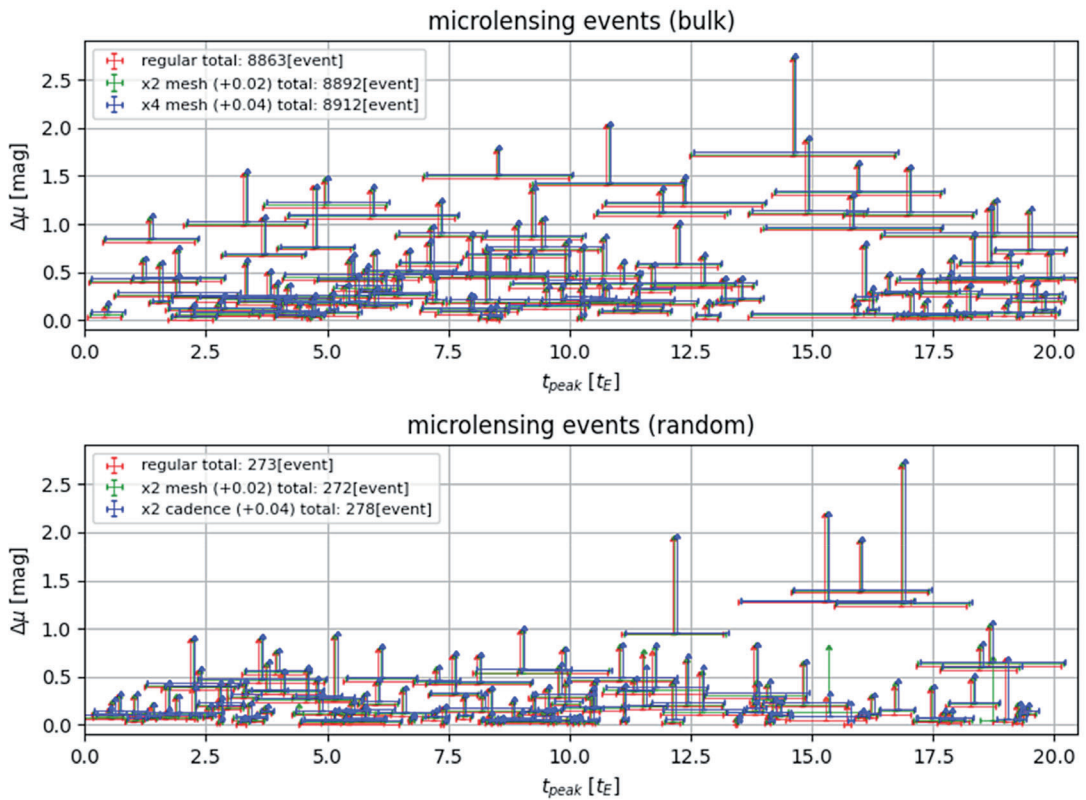 microlensing events (bulk)
regular total: 8863[event]
x2 mesh (+0.02) total: 8892[event]
x4 mesh (+0.04) total: 8912[event]
Δμ [mag]
2.5
2.0
1.5
1.0
0.5
0.0
0.0 2.5 5.0 7.5 10.0 12.5 15.0 17.5 20.0
t_peak [t_E]
microlensing events (random)
regular total: 273[event]
x2 mesh (+0.02) total: 272[event]
x2 cadence (+0.04) total: 278[event]
Δμ [mag]
2.5
2.0
1.5
1.0
0.5
0.0
0.0 2.5 5.0 7.5 10.0 12.5 15.0 17.5 20.0
t_peak [t_E]